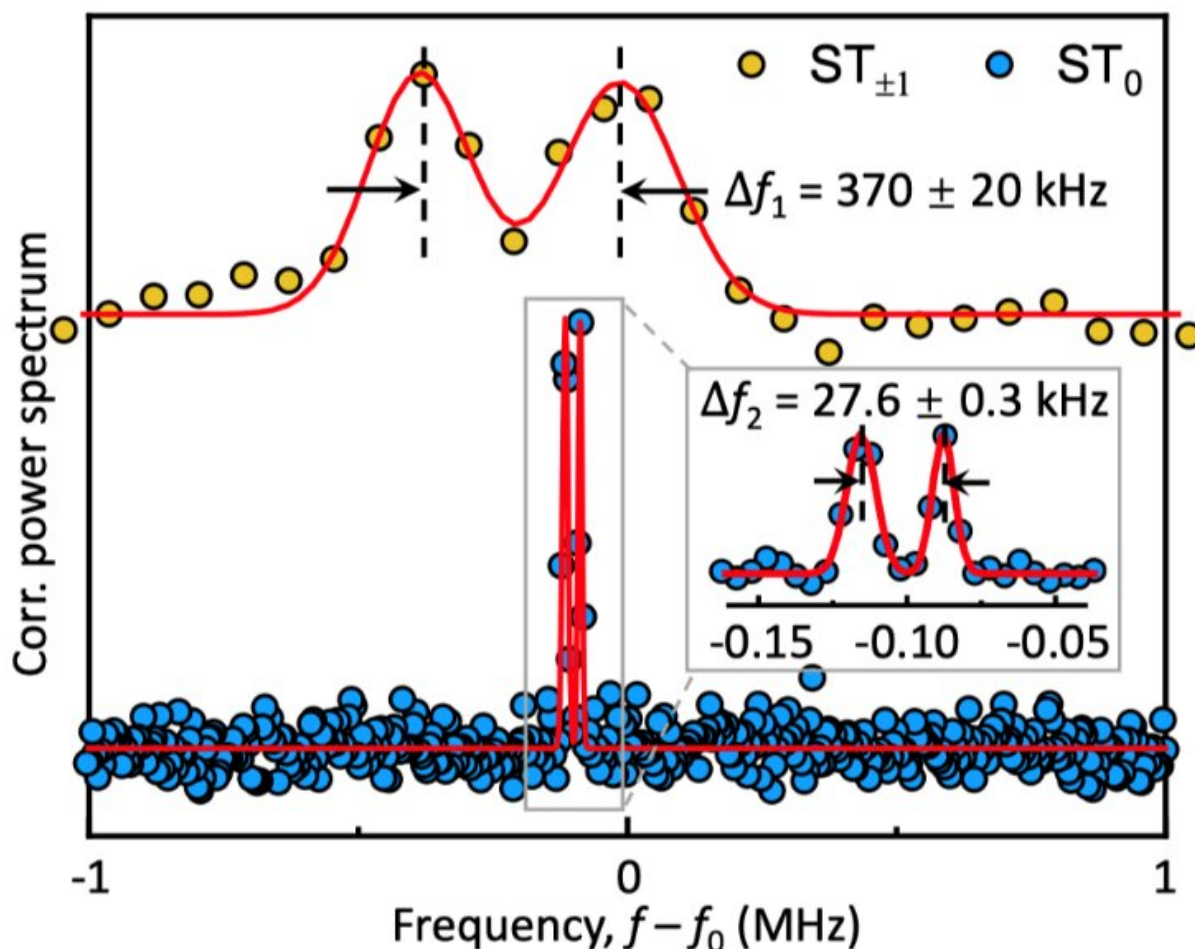 ST±1 ST0
Δf1 = 370 ± 20 kHz
Δf2 = 27.6 ± 0.3 kHz
-0.15 -0.10 -0.05
Corr. power spectrum
-1 0 1
Frequency, f – f0 (MHz)